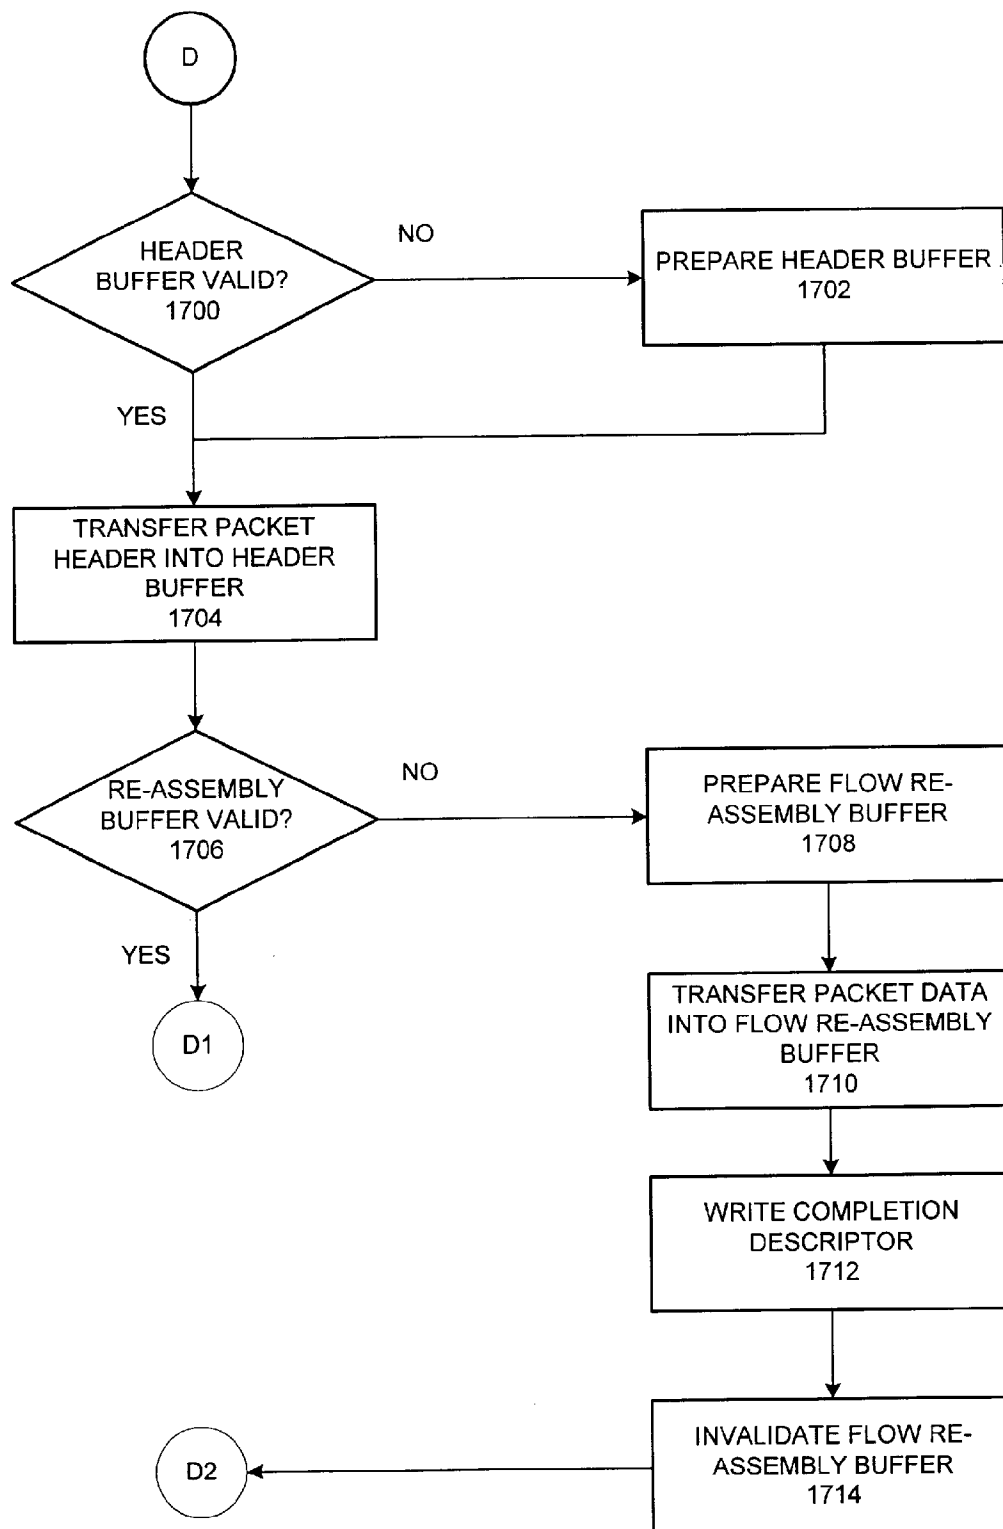 D
HEADER
BUFFER VALID?
1700
NO
PREPARE HEADER BUFFER
1702
YES
TRANSFER PACKET
HEADER INTO HEADER
BUFFER
1704
RE-ASSEMBLY
BUFFER VALID?
1706
NO
PREPARE FLOW RE-
ASSEMBLY BUFFER
1708
YES
D1
TRANSFER PACKET DATA
INTO FLOW RE-ASSEMBLY
BUFFER
1710
WRITE COMPLETION
DESCRIPTOR
1712
INVALIDATE FLOW RE-
ASSEMBLY BUFFER
1714
D2